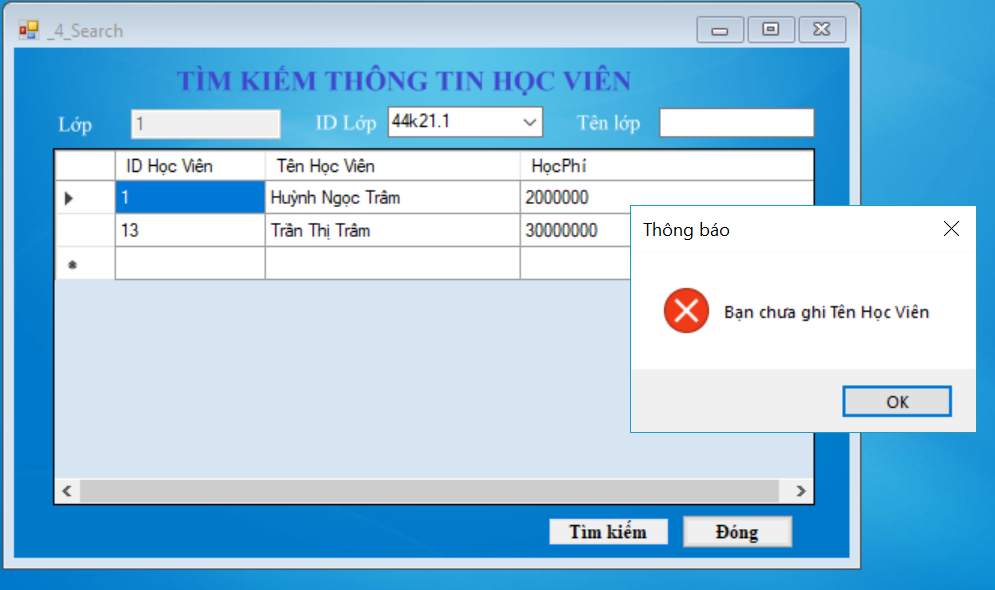 _4_Search
TÌM KIẾM THÔNG TIN HỌC VIÊN
Lớp 1 ID Lớp 44k21.1 Tên lớp
ID Học Viên Tên Học Viên HọcPhí
1 Huỳnh Ngọc Trâm 2000000
13 Trần Thị Trâm 30000000
Thông báo
Bạn chưa ghi Tên Học Viên
OK
Tìm kiếm Đóng